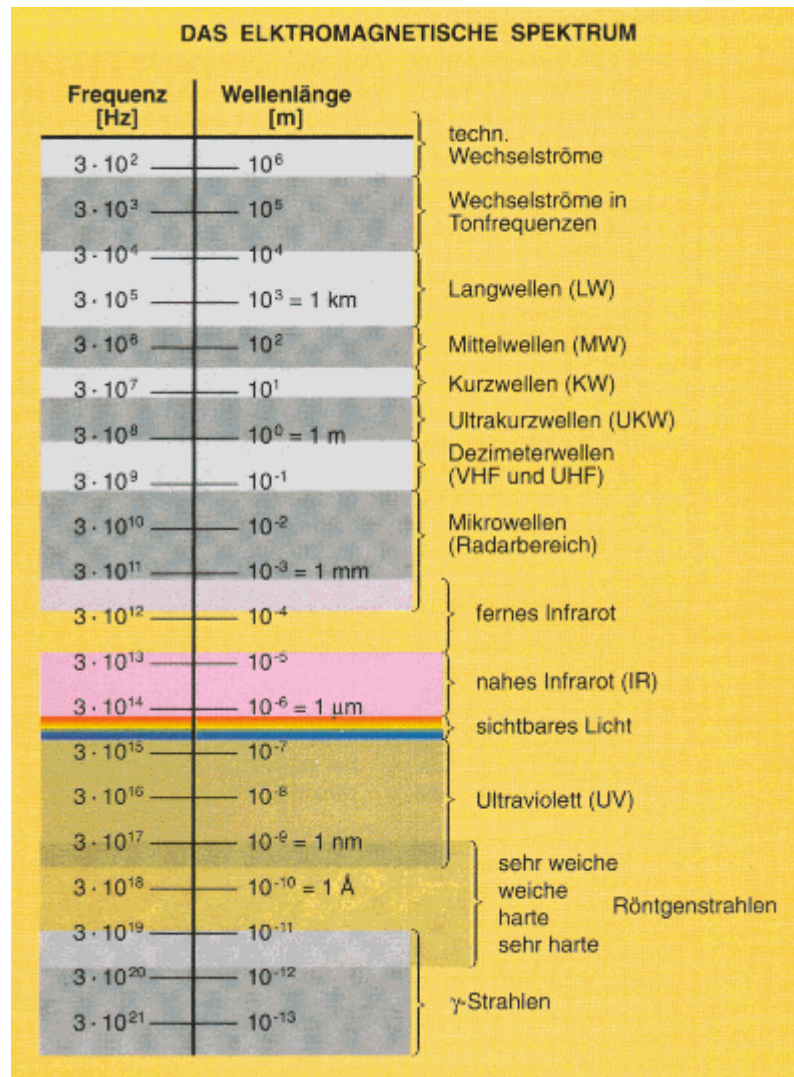 DAS ELKTROMAGNETISCHE SPEKTRUM
Frequenz Wellenlänge
[Hz] [m]
techn.
Wechselströme
3 · 10² 10⁶
Wechselströme in
Tonfrequenzen
3 · 10³ 10⁵
3 · 10⁴ 10⁴
Langwellen (LW)
3 · 10⁵ 10³ = 1 km
3 · 10⁶ 10² Mittelwellen (MW)
3 · 10⁷ 10¹ Kurzwellen (KW)
Ultrakurzwellen (UKW)
3 · 10⁸ 10⁰ = 1 m
Dezimeterwellen
(VHF und UHF)
3 · 10⁹ 10⁻¹
3 · 10¹⁰ 10⁻² Mikrowellen
(Radarbereich)
3 · 10¹¹ 10⁻³ = 1 mm
3 · 10¹² 10⁻⁴ fernes Infrarot
3 · 10¹³ 10⁻⁵
nahes Infrarot (IR)
3 · 10¹⁴ 10⁻⁶ = 1 µm
sichtbares Licht
3 · 10¹⁵ 10⁻⁷
3 · 10¹⁶ 10⁻⁸ Ultraviolett (UV)
3 · 10¹⁷ 10⁻⁹ = 1 nm
sehr weiche
3 · 10¹⁸ 10⁻¹⁰ = 1 Å weiche
harte Röntgenstrahlen
3 · 10¹⁹ 10⁻¹¹ sehr harte
3 · 10²⁰ 10⁻¹²
γ-Strahlen
3 · 10²¹ 10⁻¹³